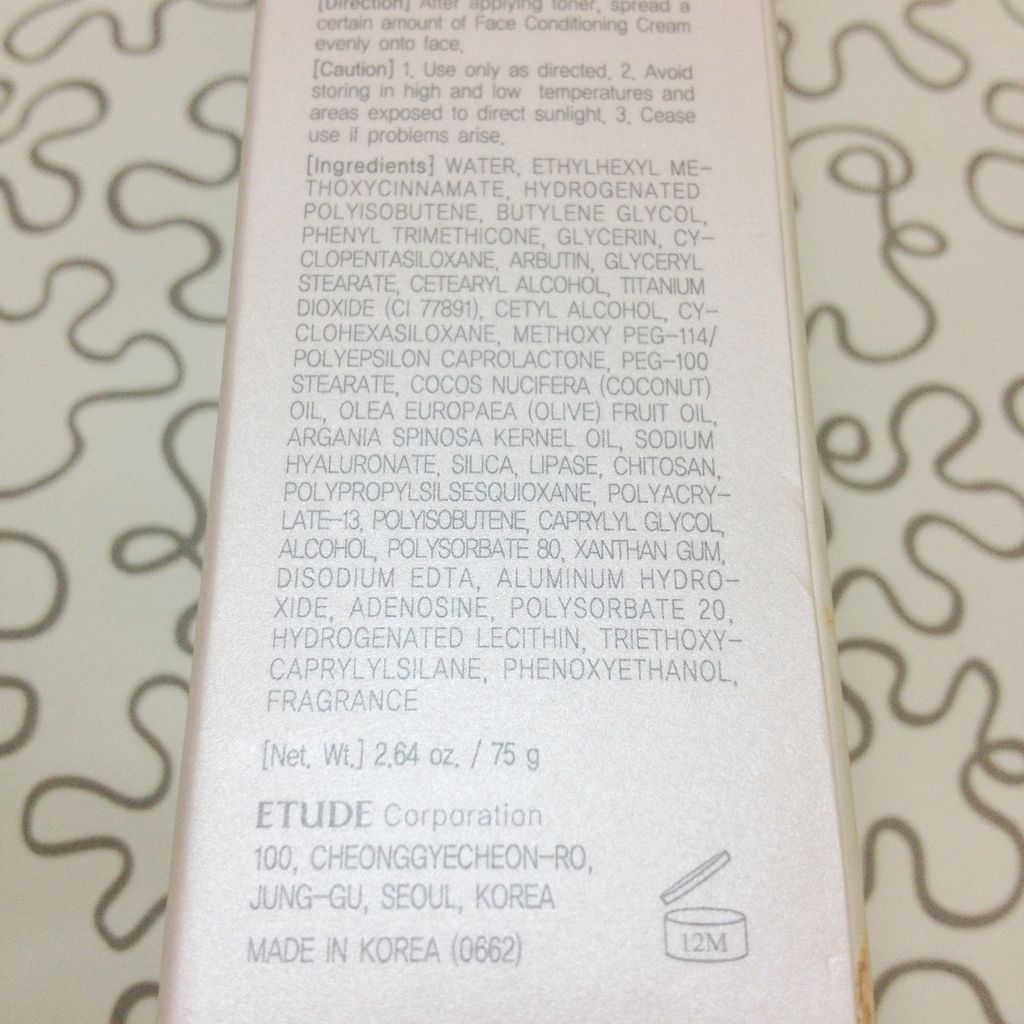 [Direction] After applying toner, spread a
certain amount of Face Conditioning Cream
evenly onto face.
[Caution] 1. Use only as directed. 2. Avoid
storing in high and low temperatures and
areas exposed to direct sunlight. 3. Cease
use if problems arise.
[Ingredients] WATER, ETHYLHEXYL ME-
THOXYCINNAMATE, HYDROGENATED
POLYISOBUTENE, BUTYLENE GLYCOL,
PHENYL TRIMETHICONE, GLYCERIN, CY-
CLOPENTASILOXANE, ARBUTIN, GLYCERYL
STEARATE, CETEARYL ALCOHOL, TITANIUM
DIOXIDE (CI 77891), CETYL ALCOHOL, CY-
CLOHEXASILOXANE, METHOXY PEG-114/
POLYEPSILON CAPROLACTONE, PEG-100
STEARATE, COCOS NUCIFERA (COCONUT)
OIL, OLEA EUROPAEA (OLIVE) FRUIT OIL,
ARGANIA SPINOSA KERNEL OIL, SODIUM
HYALURONATE, SILICA, LIPASE, CHITOSAN,
POLYPROPYLSILSESQUIOXANE, POLYACRY-
LATE-13, POLYISOBUTENE, CAPRYLYL GLYCOL,
ALCOHOL, POLYSORBATE 80, XANTHAN GUM,
DISODIUM EDTA, ALUMINUM HYDRO-
XIDE, ADENOSINE, POLYSORBATE 20,
HYDROGENATED LECITHIN, TRIETHOXY-
CAPRYLYLSILANE, PHENOXYETHANOL,
FRAGRANCE
[Net. Wt.] 2.64 oz. / 75 g
ETUDE Corporation
100, CHEONGGYECHEON-RO,
JUNG-GU, SEOUL, KOREA
MADE IN KOREA (0662)
12M